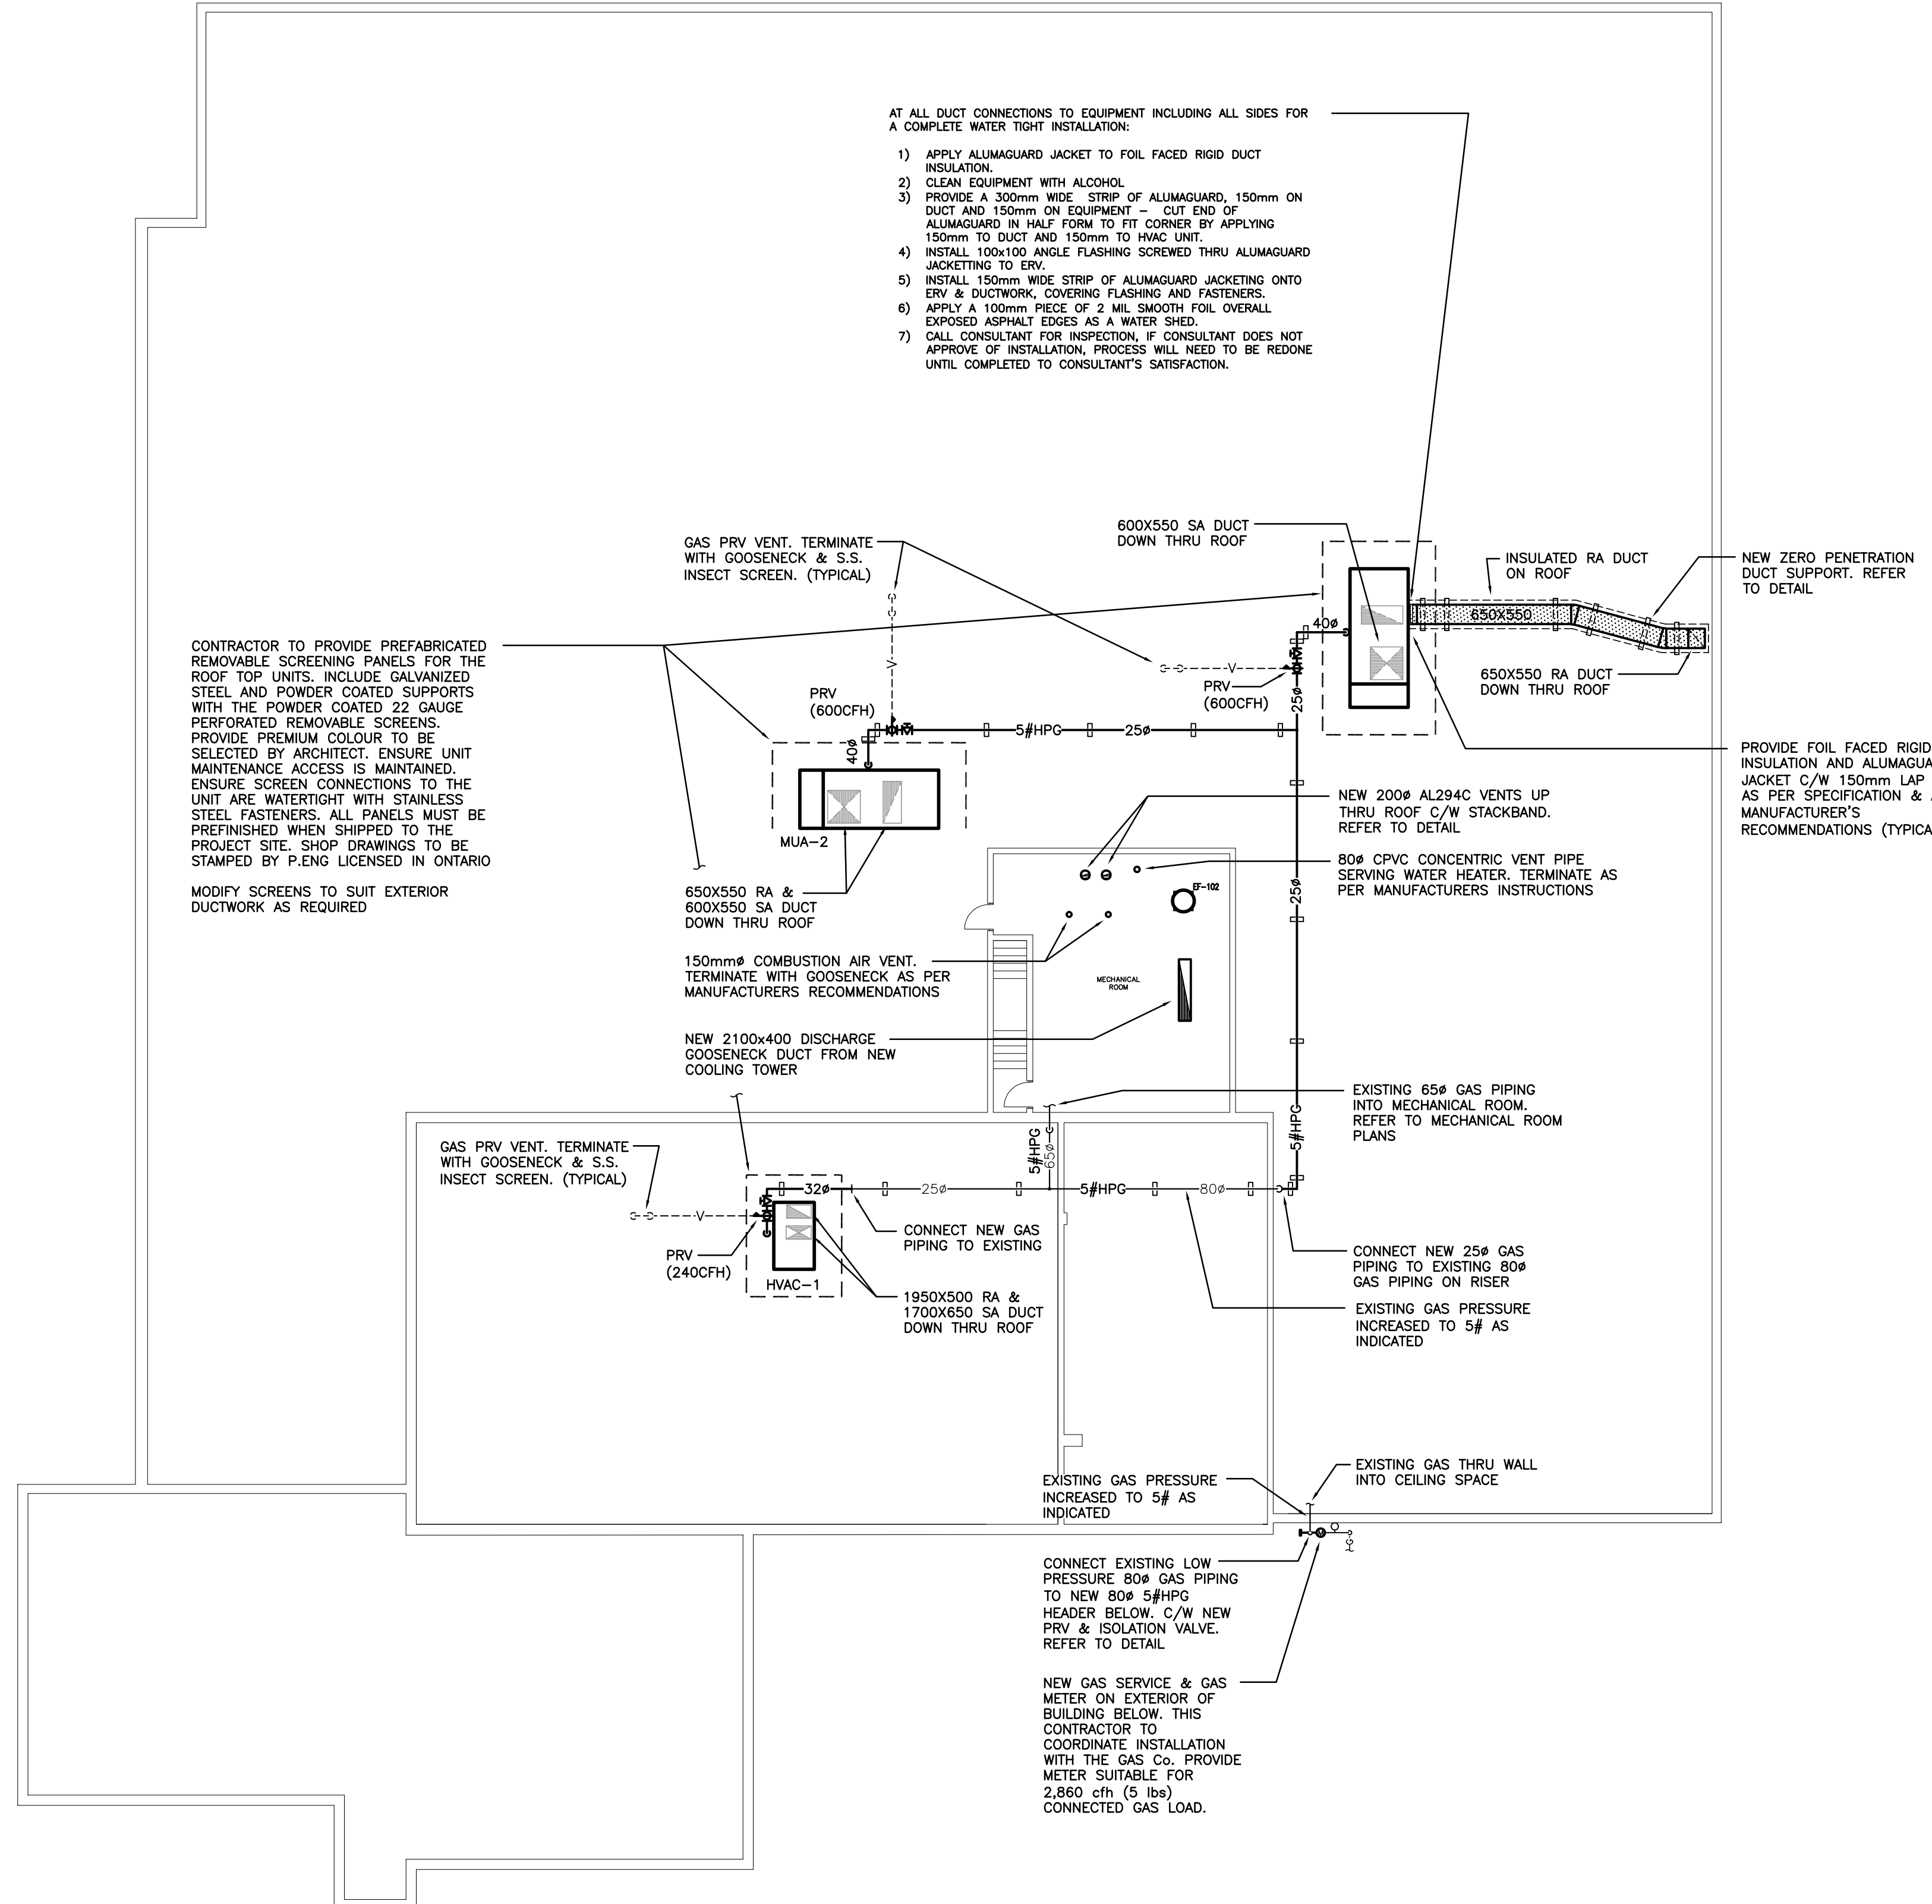 AT ALL DUCT CONNECTIONS TO EQUIPMENT INCLUDING ALL SIDES FOR
A COMPLETE WATER TIGHT INSTALLATION:
1) APPLY ALUMAGUARD JACKET TO FOIL FACED RIGID DUCT
INSULATION.
2) CLEAN EQUIPMENT WITH ALCOHOL
3) PROVIDE A 300mm WIDE STRIP OF ALUMAGUARD, 150mm ON
DUCT AND 150mm ON EQUIPMENT – CUT END OF
ALUMAGUARD IN HALF FORM TO FIT CORNER BY APPLYING
150mm TO DUCT AND 150mm TO HVAC UNIT.
4) INSTALL 100x100 ANGLE FLASHING SCREWED THRU ALUMAGUARD
JACKETTING TO ERV.
5) INSTALL 150mm WIDE STRIP OF ALUMAGUARD JACKETING ONTO
ERV & DUCTWORK, COVERING FLASHING AND FASTENERS.
6) APPLY A 100mm PIECE OF 2 MIL SMOOTH FOIL OVERALL
EXPOSED ASPHALT EDGES AS A WATER SHED.
7) CALL CONSULTANT FOR INSPECTION, IF CONSULTANT DOES NOT
APPROVE OF INSTALLATION, PROCESS WILL NEED TO BE REDONE
UNTIL COMPLETED TO CONSULTANT'S SATISFACTION.
GAS PRV VENT. TERMINATE
WITH GOOSENECK & S.S.
INSECT SCREEN. (TYPICAL)
600X550 SA DUCT
DOWN THRU ROOF
INSULATED RA DUCT
ON ROOF
NEW ZERO PENETRATION
DUCT SUPPORT. REFER
TO DETAIL
650X550
40ø
650X550 RA DUCT
DOWN THRU ROOF
V
V
PRV
(600CFH)
25ø
CONTRACTOR TO PROVIDE PREFABRICATED
REMOVABLE SCREENING PANELS FOR THE
ROOF TOP UNITS. INCLUDE GALVANIZED
STEEL AND POWDER COATED SUPPORTS
WITH THE POWDER COATED 22 GAUGE
PERFORATED REMOVABLE SCREENS.
PROVIDE PREMIUM COLOUR TO BE
SELECTED BY ARCHITECT. ENSURE UNIT
MAINTENANCE ACCESS IS MAINTAINED.
ENSURE SCREEN CONNECTIONS TO THE
UNIT ARE WATERTIGHT WITH STAINLESS
STEEL FASTENERS. ALL PANELS MUST BE
PREFINISHED WHEN SHIPPED TO THE
PROJECT SITE. SHOP DRAWINGS TO BE
STAMPED BY P.ENG LICENSED IN ONTARIO
MODIFY SCREENS TO SUIT EXTERIOR
DUCTWORK AS REQUIRED
PRV
(600CFH)
5#HPG
25ø
40ø
MUA-2
PROVIDE FOIL FACED RIGID
INSULATION AND ALUMAGUA
JACKET C/W 150mm LAP
AS PER SPECIFICATION &
MANUFACTURER'S
RECOMMENDATIONS (TYPICA
NEW 200ø AL294C VENTS UP
THRU ROOF C/W STACKBAND.
REFER TO DETAIL
80ø CPVC CONCENTRIC VENT PIPE
SERVING WATER HEATER. TERMINATE AS
PER MANUFACTURERS INSTRUCTIONS
25ø
EF-102
650X550 RA &
600X550 SA DUCT
DOWN THRU ROOF
150mmø COMBUSTION AIR VENT.
TERMINATE WITH GOOSENECK AS PER
MANUFACTURERS RECOMMENDATIONS
MECHANICAL
ROOM
NEW 2100x400 DISCHARGE
GOOSENECK DUCT FROM NEW
COOLING TOWER
EXISTING 65ø GAS PIPING
INTO MECHANICAL ROOM.
REFER TO MECHANICAL ROOM
PLANS
5#HPG
5#HPG
65ø
G
GAS PRV VENT. TERMINATE
WITH GOOSENECK & S.S.
INSECT SCREEN. (TYPICAL)
32ø
25ø
5#HPG
80ø
V
PRV
(240CFH)
HVAC-1
CONNECT NEW GAS
PIPING TO EXISTING
1950X500 RA &
1700X650 SA DUCT
DOWN THRU ROOF
CONNECT NEW 25ø GAS
PIPING TO EXISTING 80ø
GAS PIPING ON RISER
EXISTING GAS PRESSURE
INCREASED TO 5# AS
INDICATED
EXISTING GAS THRU WALL
INTO CEILING SPACE
EXISTING GAS PRESSURE
INCREASED TO 5# AS
INDICATED
M
G
CONNECT EXISTING LOW
PRESSURE 80ø GAS PIPING
TO NEW 80ø 5#HPG
HEADER BELOW. C/W NEW
PRV & ISOLATION VALVE.
REFER TO DETAIL
NEW GAS SERVICE & GAS
METER ON EXTERIOR OF
BUILDING BELOW. THIS
CONTRACTOR TO
COORDINATE INSTALLATION
WITH THE GAS Co. PROVIDE
METER SUITABLE FOR
2,860 cfh (5 lbs)
CONNECTED GAS LOAD.